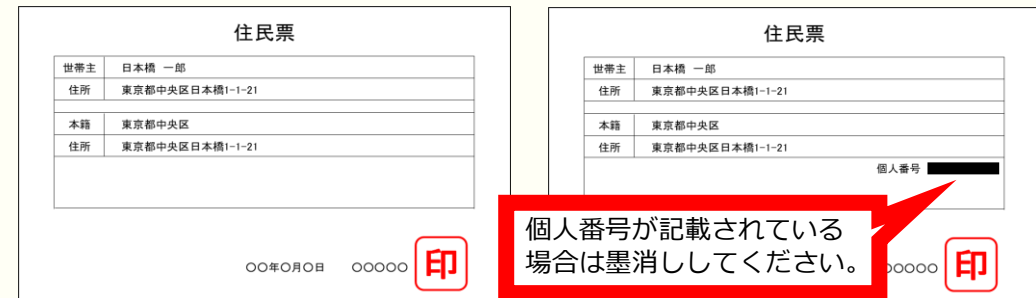 住民票
世帯主 日本橋 一郎
住所 東京都中央区日本橋1-1-21
本籍 東京都中央区
住所 東京都中央区日本橋1-1-21
〇〇年〇月〇日 〇〇〇〇〇 印
住民票
世帯主 日本橋 一郎
住所 東京都中央区日本橋1-1-21
本籍 東京都中央区
住所 東京都中央区日本橋1-1-21
個人番号
個人番号が記載されている
場合は墨消ししてください。
〇〇〇〇 印